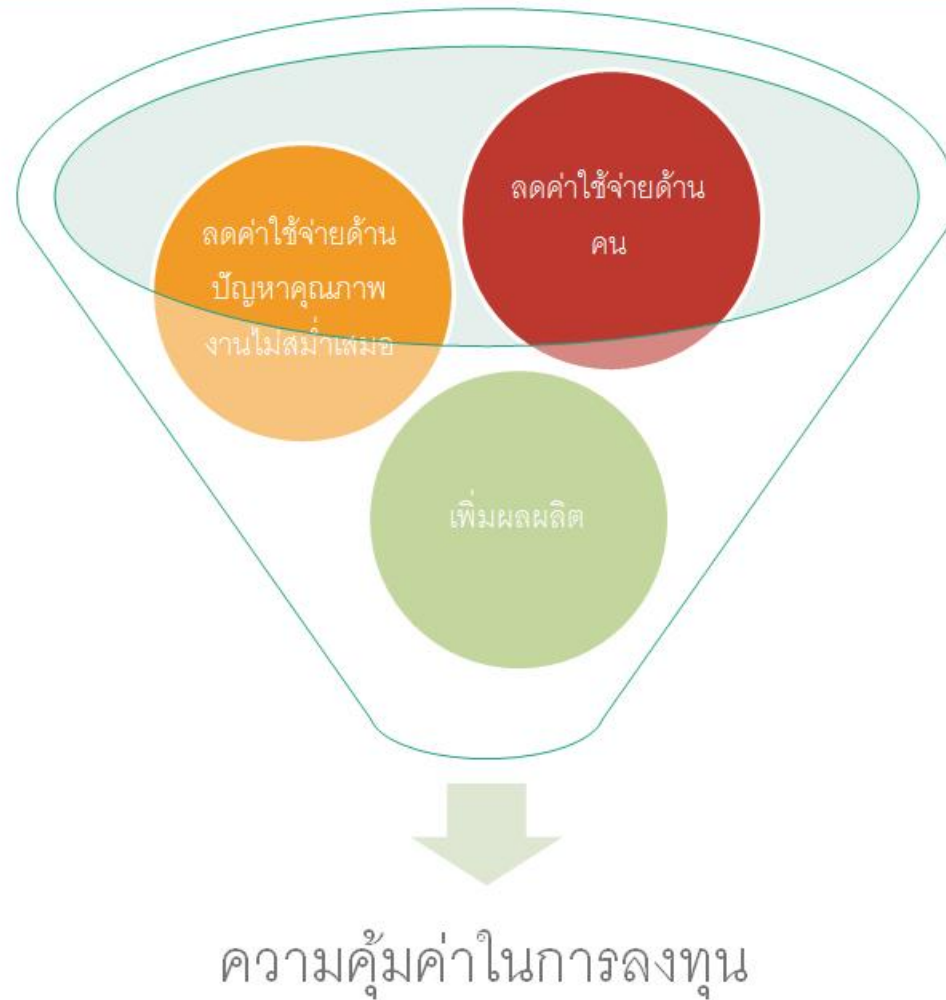 ลดค่าใช้จ่ายด้าน
คน
ลดค่าใช้จ่ายด้าน
ปัญหาคุณภาพ
งานไม่สม่ำเสมอ
เพิ่มผลผลิต
ความคุ้มค่าในการลงทุน